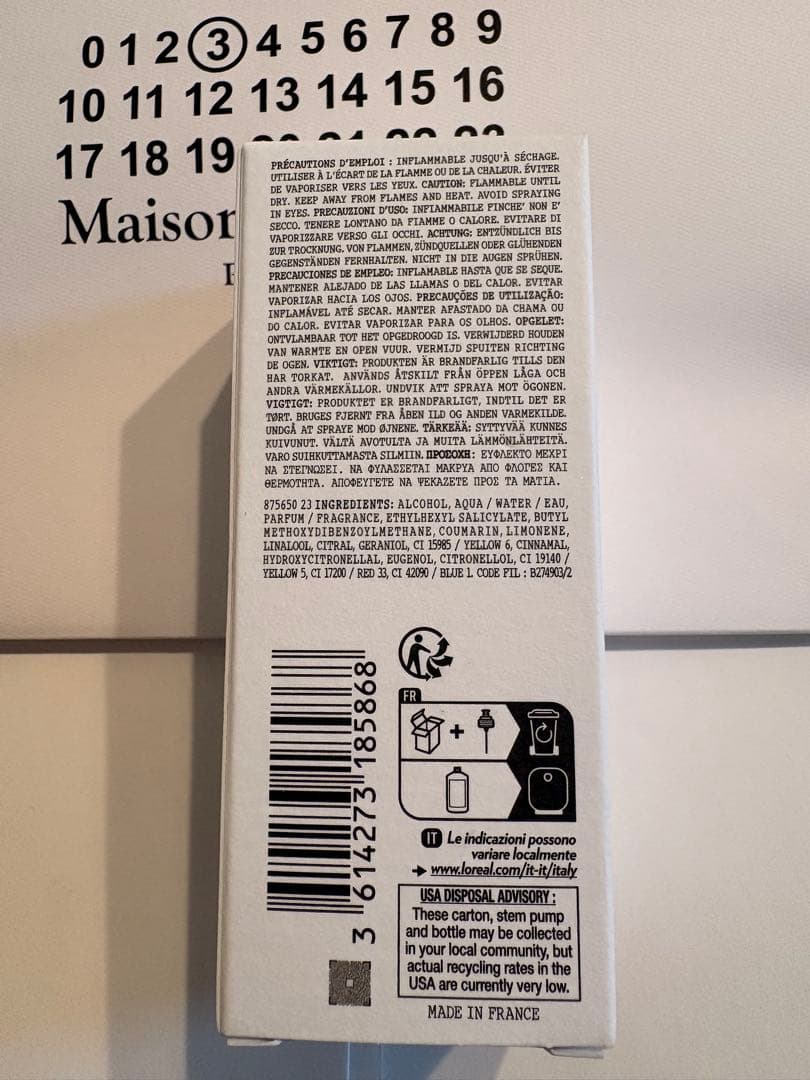 0 1 2 3 4 5 6 7 8 9
10 11 12 13 14 15 16
17 18 19 20 21 22 23
Maison
PRÉCAUTIONS D'EMPLOI : INFLAMMABLE JUSQU'À SÉCHAGE.
UTILISER À L'ÉCART DE LA FLAMME OU DE LA CHALEUR. ÉVITER
DE VAPORISER VERS LES YEUX. CAUTION: FLAMMABLE UNTIL
DRY. KEEP AWAY FROM FLAMES AND HEAT. AVOID SPRAYING
IN EYES. PRECAUZIONI D'USO: INFIAMMABILE FINCHE' NON E'
SECCO. TENERE LONTANO DA FIAMME O CALORE. EVITARE DI
VAPORIZZARE VERSO GLI OCCHI. ACHTUNG: ENTZÜNDLICH BIS
ZUR TROCKNUNG. VON FLAMMEN, ZÜNDQUELLEN ODER GLÜHENDEN
GEGENSTÄNDEN FERNHALTEN. NICHT IN DIE AUGEN SPRÜHEN.
PRECAUCIONES DE EMPLEO: INFLAMABLE HASTA QUE SE SEQUE.
MANTENER ALEJADO DE LAS LLAMAS O DEL CALOR. EVITAR
VAPORIZAR HACIA LOS OJOS. PRECAUÇÕES DE UTILIZAÇÃO:
INFLAMÁVEL ATÉ SECAR. MANTER AFASTADO DA CHAMA OU
DO CALOR. EVITAR VAPORIZAR PARA OS OLHOS. OPGELET:
ONTVLAMBAAR TOT HET OPGEDROOGD IS. VERWIJDERD HOUDEN
VAN WARMTE EN OPEN VUUR. VERMIJD SPUITEN RICHTING
DE OGEN. VIKTIGT: PRODUKTEN ÄR BRANDFARLIG TILLS DEN
HAR TORKAT. ANVÄNDS ÅTSKILT FRÅN ÖPPEN LÅGA OCH
ANDRA VÄRMEKÄLLOR. UNDVIK ATT SPRAYA MOT ÖGONEN.
VIGTIGT: PRODUKTET ER BRANDFARLIGT, INDTIL DET ER
TØRT. BRUGES FJERNT FRA ÅBEN ILD OG ANDEN VARMEKILDE.
UNDGÅ AT SPRAYE MOD ØJNENE. TÄRKEÄÄ: SYTTYVÄÄ KUNNES
KUIVUNUT. VÄLTÄ AVOTULTA JA MUITA LÄMMÖNLÄHTEITÄ.
VARO SUIHKUTTAMASTA SILMIIN. ΠΡΟΣΟΧΗ: ΕΥΦΛΕΚΤΟ ΜΕΧΡΙ
ΝΑ ΣΤΕΓΝΩΣΕΙ. ΝΑ ΦΥΛΑΣΣΕΤΑΙ ΜΑΚΡΥΑ ΑΠΟ ΦΛΟΓΕΣ ΚΑΙ
ΘΕΡΜΟΤΗΤΑ. ΑΠΟΦΕΥΓΕΤΕ ΝΑ ΨΕΚΑΖΕΤΕ ΠΡΟΣ ΤΑ ΜΑΤΙΑ.
875650 23 INGREDIENTS: ALCOHOL, AQUA / WATER / EAU,
PARFUM / FRAGRANCE, ETHYLHEXYL SALICYLATE, BUTYL
METHOXYDIBENZOYLMETHANE, COUMARIN, LIMONENE,
LINALOOL, CITRAL, GERANIOL, CI 15985 / YELLOW 6, CINNAMAL,
HYDROXYCITRONELLAL, EUGENOL, CITRONELLOL, CI 19140 /
YELLOW 5, CI 17200 / RED 33, CI 42090 / BLUE 1. CODE FIL : B274903/2
3 614273 185868
FR
IT Le indicazioni possono
variare localmente
www.loreal.com/it-it/italy
USA DISPOSAL ADVISORY :
These carton, stem pump
and bottle may be collected
in your local community, but
actual recycling rates in the
USA are currently very low.
MADE IN FRANCE